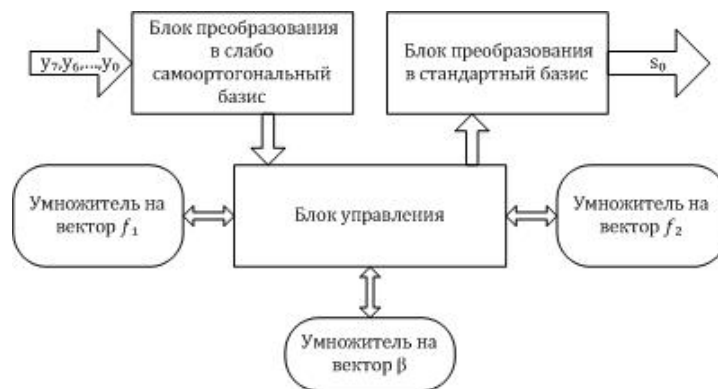 Блок преобразования
в слабо
самоортогональный
базис
Блок преобразования
в стандартный базис
y₇,y₆,...,y₀
s₀
Умножитель на
вектор f₁
Блок управления
Умножитель на
вектор f₂
Умножитель на
вектор β